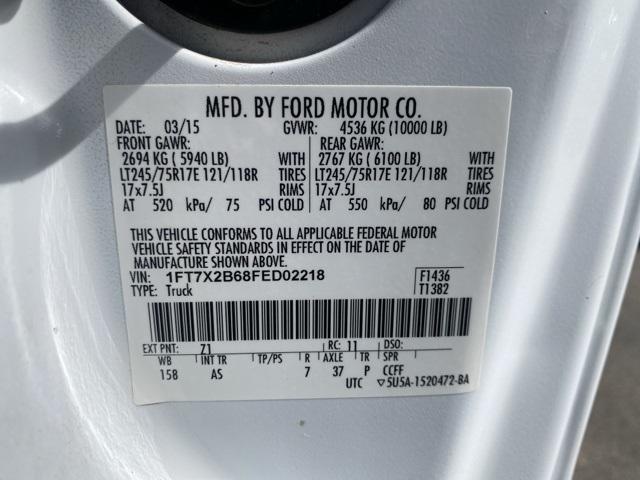 MFD. BY FORD MOTOR CO.
DATE: 03/15 GVWR: 4536 KG (10000 LB)
FRONT GAWR: REAR GAWR:
2694 KG ( 5940 LB) WITH 2767 KG ( 6100 LB) WITH
LT245/75R17E 121/118R TIRES LT245/75R17E 121/118R TIRES
17x7.5J RIMS 17x7.5J RIMS
AT 520 kPa/ 75 PSI COLD AT 550 kPa/ 80 PSI COLD
THIS VEHICLE CONFORMS TO ALL APPLICABLE FEDERAL MOTOR
VEHICLE SAFETY STANDARDS IN EFFECT ON THE DATE OF
MANUFACTURE SHOWN ABOVE.
VIN: 1FT7X2B68FED02218 F1436
TYPE: Truck T1382
EXT PNT: Z1 RC: 11 DSO:
WB INT TR TP/PS R AXLE TR SPR
158 AS 7 37 P CCFF
UTC ▽5U5A-1520472-BA